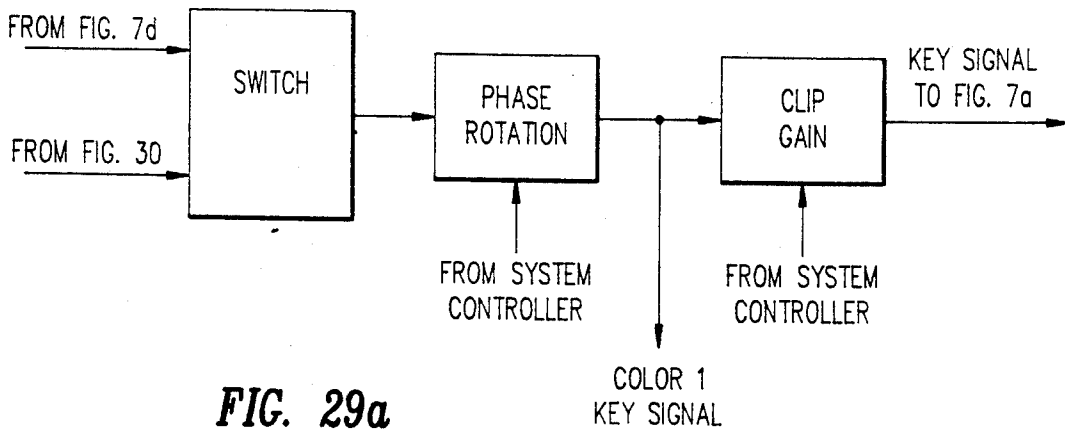 FROM FIG. 7d
FROM FIG. 30
SWITCH
PHASE
ROTATION
CLIP
GAIN
KEY SIGNAL
TO FIG. 7a
FROM SYSTEM
CONTROLLER
FROM SYSTEM
CONTROLLER
COLOR 1
KEY SIGNAL
FIG. 29a